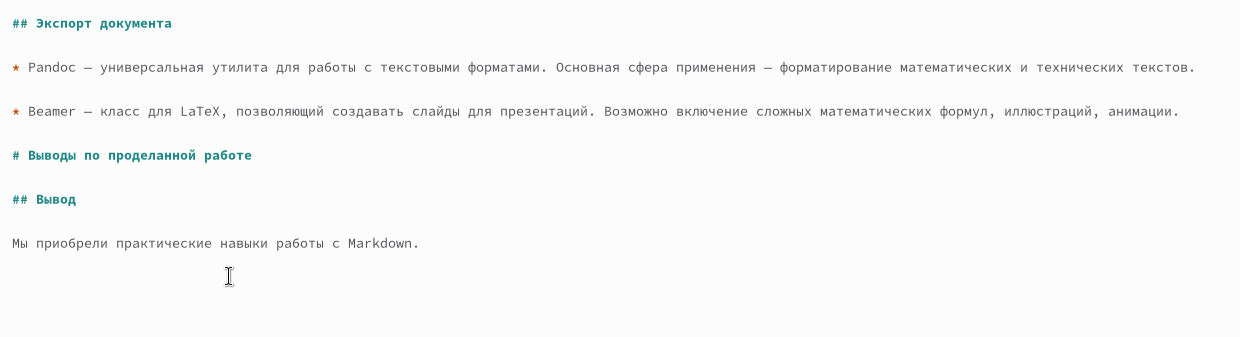 ## Экспорт документа
* Pandoc — универсальная утилита для работы с текстовыми форматами. Основная сфера применения — форматирование математических и технических текстов.
* Beamer — класс для LaTeX, позволяющий создавать слайды для презентаций. Возможно включение сложных математических формул, иллюстраций, анимации.
# Выводы по проделанной работе
## Вывод
Мы приобрели практические навыки работы с Markdown.